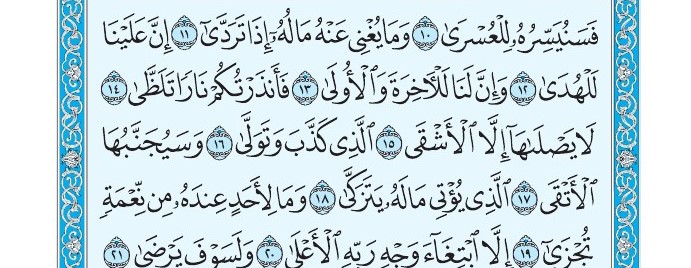 فَسَنُيَسِّرُهُۥ لِلْعُسْرَىٰ ١٠ وَمَا يُغْنِى عَنْهُ مَالُهُۥٓ إِذَا تَرَدَّىٰٓ ١١ إِنَّ عَلَيْنَا
لَلْهُدَىٰ ١٢ وَإِنَّ لَنَا لَلْـَٔاخِرَةَ وَٱلْأُولَىٰ ١٣ فَأَنذَرْتُكُمْ نَارًا تَلَظَّىٰ ١٤
لَا يَصْلَىٰهَآ إِلَّا ٱلْأَشْقَى ١٥ ٱلَّذِى كَذَّبَ وَتَوَلَّىٰ ١٦ وَسَيُجَنَّبُهَا
ٱلْأَتْقَى ١٧ ٱلَّذِى يُؤْتِى مَالَهُۥ يَتَزَكَّىٰ ١٨ وَمَا لِأَحَدٍ عِندَهُۥ مِن نِّعْمَةٍ
تُجْزَىٰٓ ١٩ إِلَّا ٱبْتِغَآءَ وَجْهِ رَبِّهِ ٱلْأَعْلَىٰ ٢٠ وَلَسَوْفَ يَرْضَىٰ ٢١